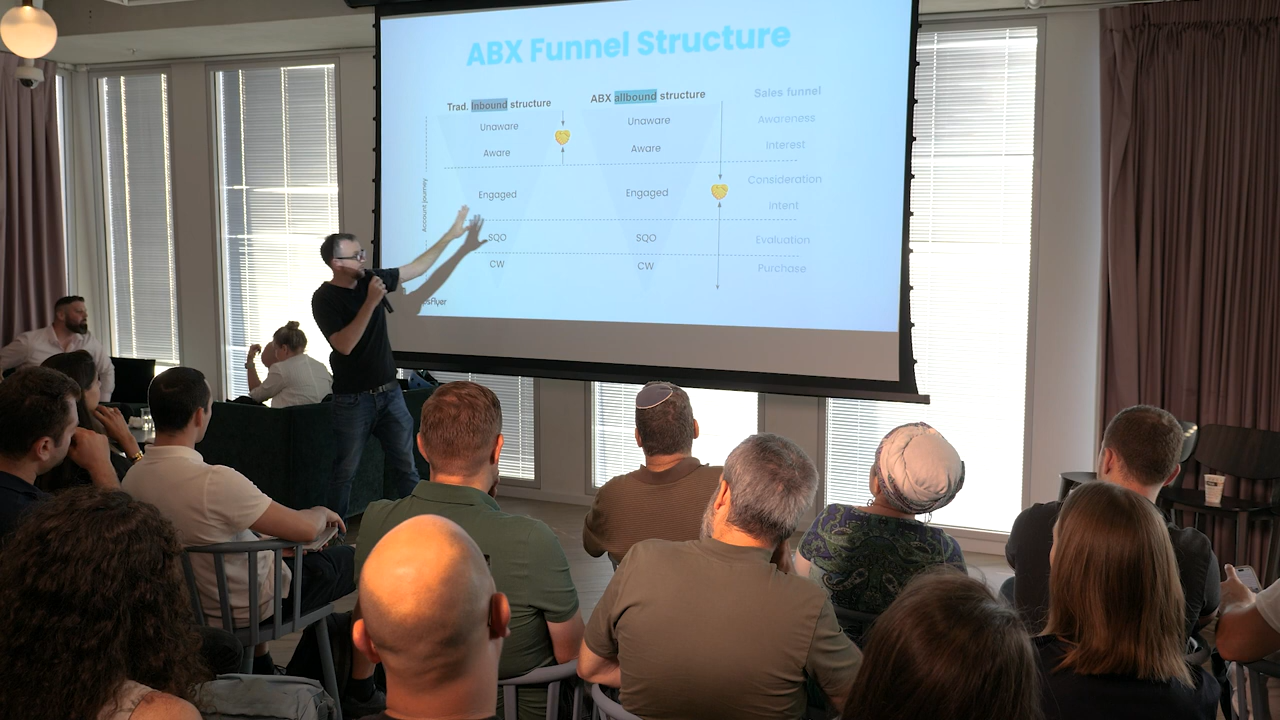 ABX Funnel Structure
Trad. inbound structure
ABX allbound structure
Sales funnel
Unaware
Unaware
Awareness
Aware
Aware
Interest
Consideration
Engaged
Engaged
Intent
Account journey
SQO
SQO
Evaluation
CW
CW
Purchase